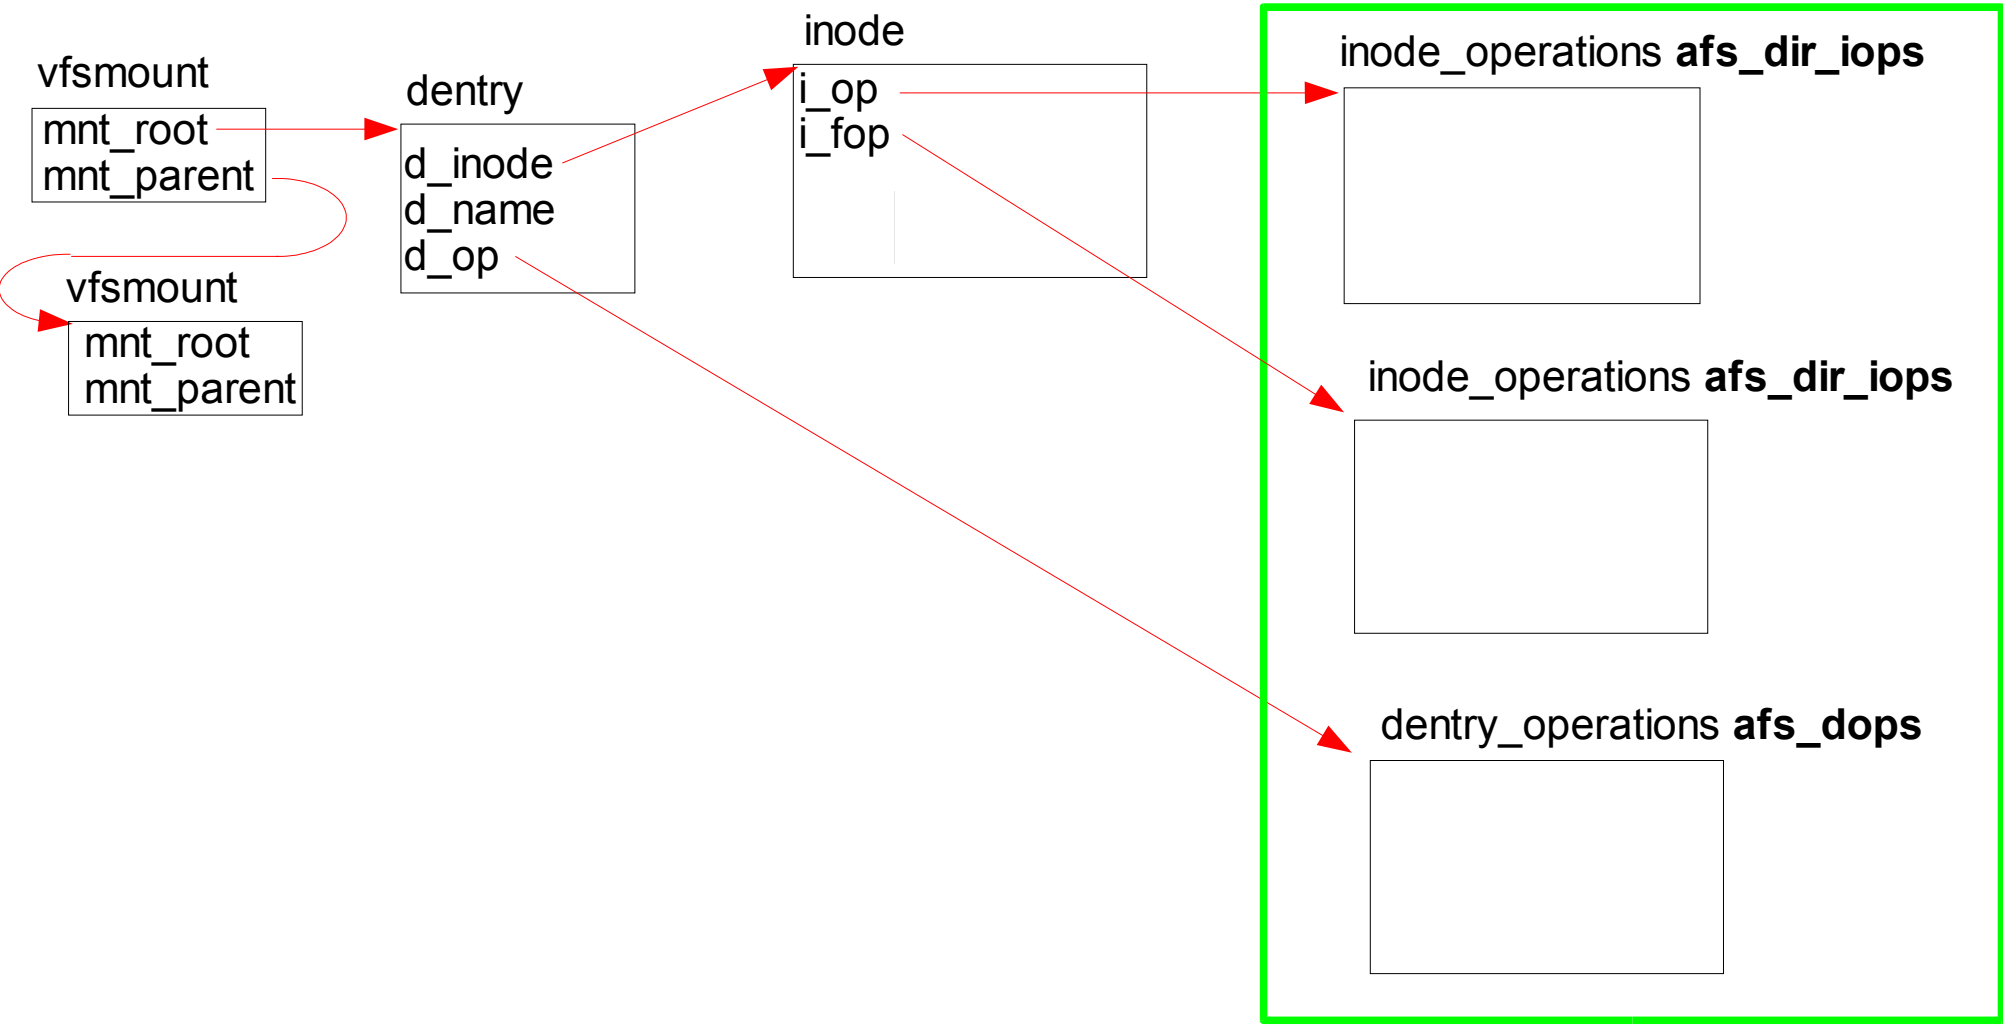 vfsmount
mnt_root
mnt_parent
vfsmount
mnt_root
mnt_parent
dentry
d_inode
d_name
d_op
inode
i_op
i_fop
inode_operations afs_dir_iops
inode_operations afs_dir_iops
dentry_operations afs_dops